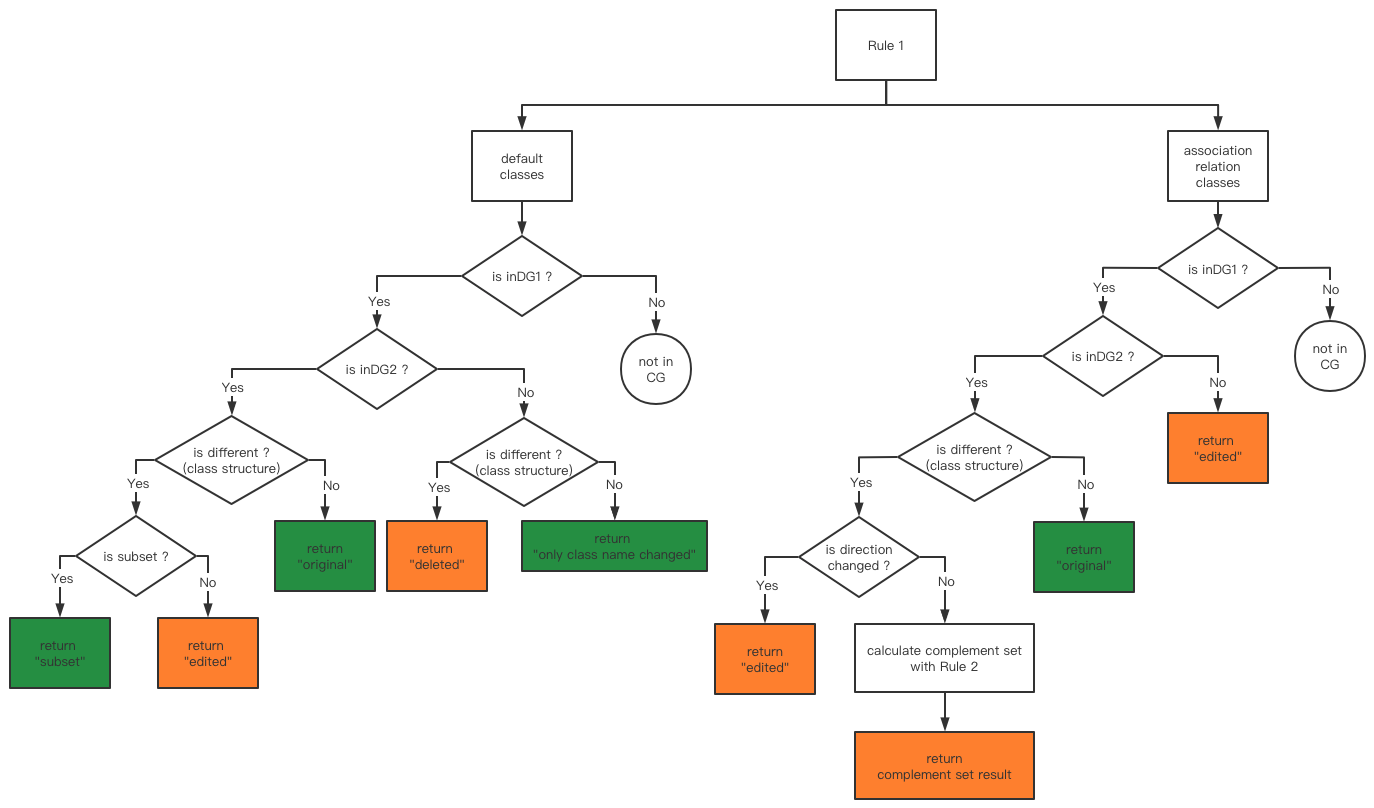 Rule 1
default
classes
association
relation
classes
is inDG1 ?
is inDG1 ?
Yes
No
Yes
No
is inDG2 ?
not in
CG
is inDG2 ?
not in
CG
Yes
No
Yes
No
is different ?
(class structure)
is different ?
(class structure)
is different ?
(class structure)
return
"edited"
Yes
No
Yes
No
Yes
No
is subset ?
return
"original"
return
"deleted"
return
"only class name changed"
is direction
changed ?
return
"original"
Yes
No
Yes
No
return
"subset"
return
"edited"
return
"edited"
calculate complement set
with Rule 2
return
complement set result